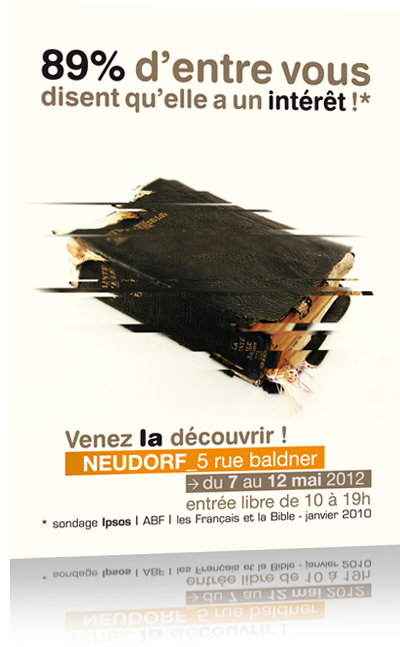 89% d'entre vous
disent qu'elle a un intérêt !*
Venez la découvrir !
NEUDORF_5 rue baldner
→ du 7 au 12 mai 2012
entrée libre de 10 à 19h
* sondage Ipsos | ABF | les Français et la Bible - janvier 2010